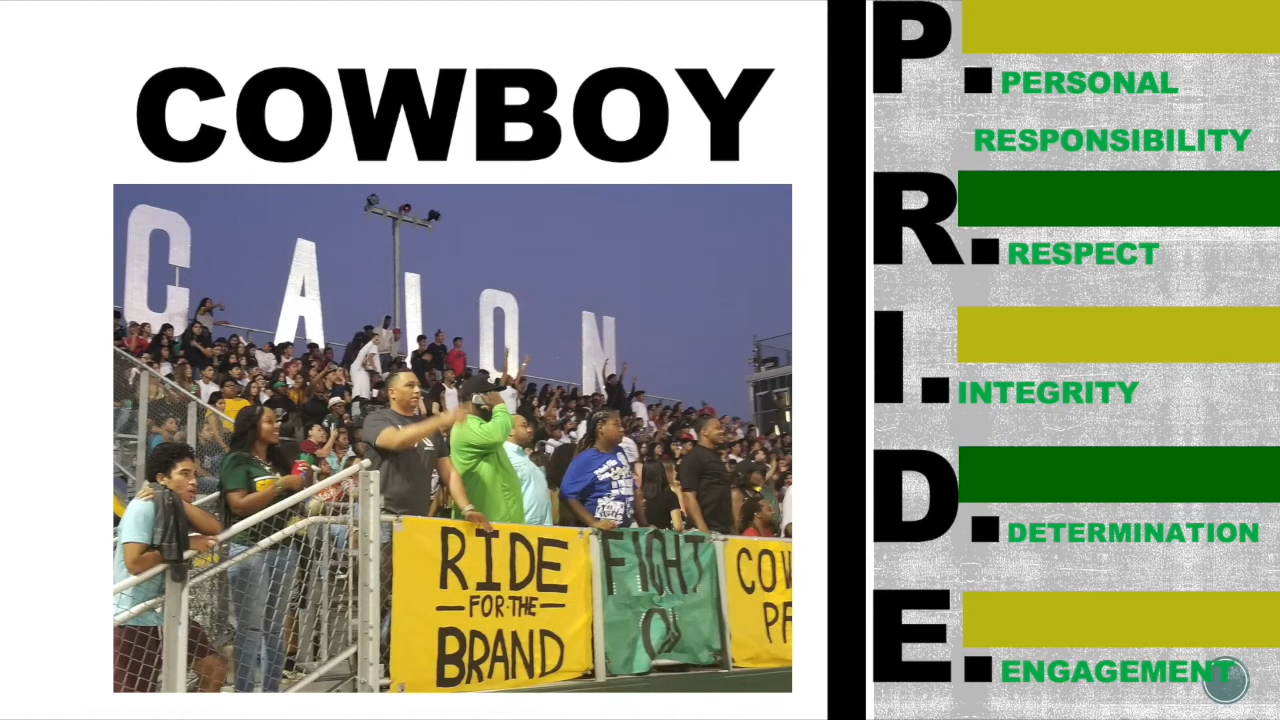 COWBOY
CAJON
RIDE
FOR THE
BRAND
FIGHT
P.
PERSONAL
RESPONSIBILITY
R.
RESPECT
I.
INTEGRITY
D.
DETERMINATION
E.
ENGAGEMENT